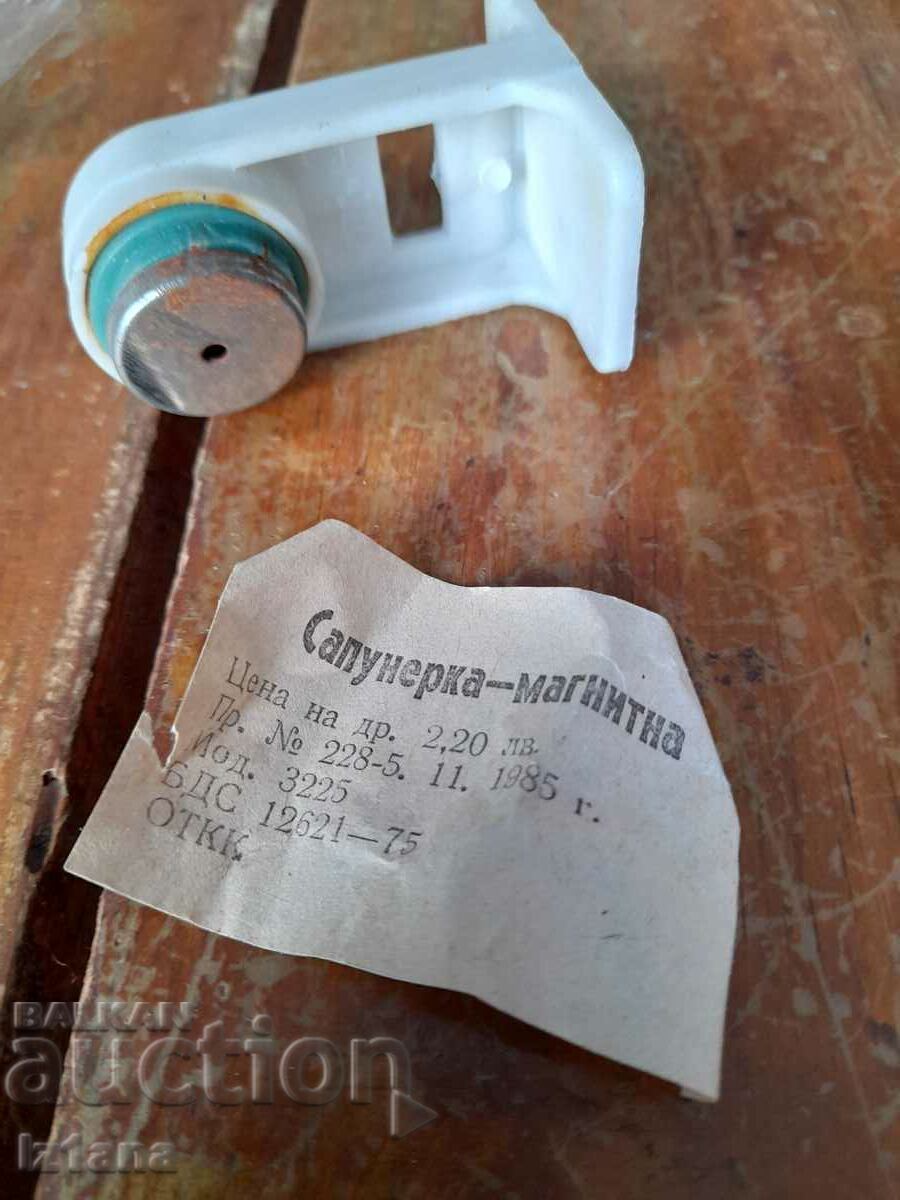 Сапунерка—магнитна
Цена на др. 2,20 лв.
Пр. № 228-5. 11. 1985 г.
Мод. 3225
БДС 12621—75
ОТКК
BALKAN
auction
Iz1ana